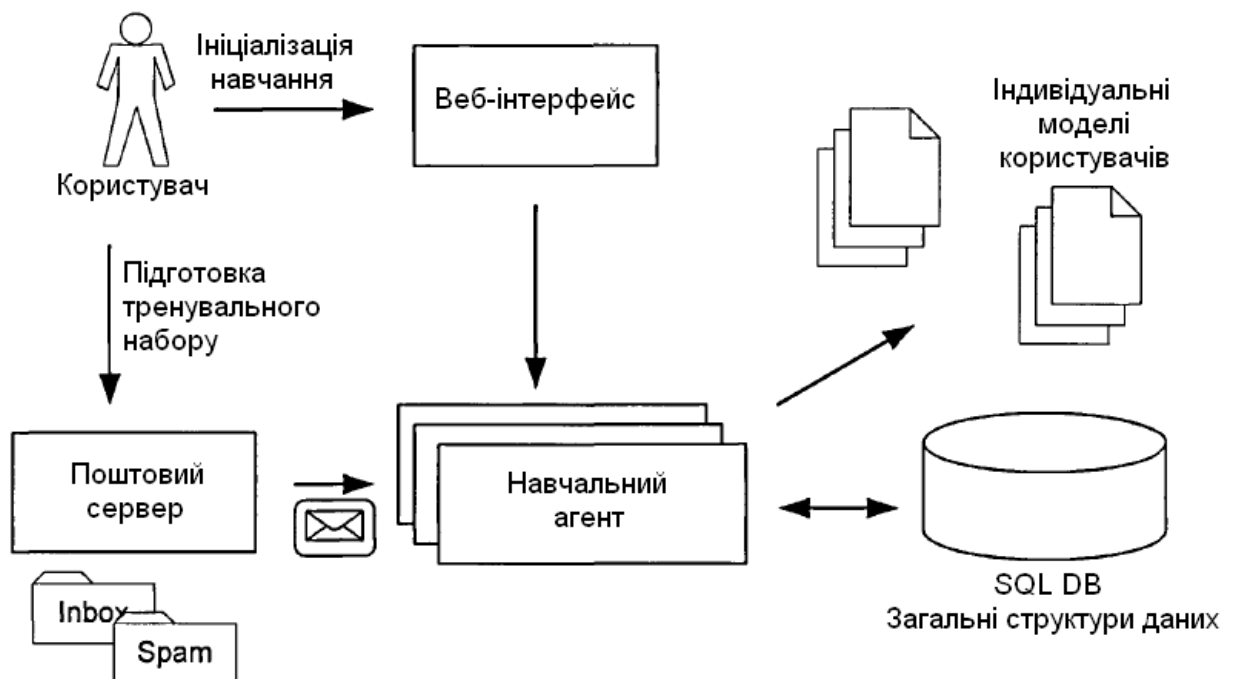 Ініціалізація
навчання
Веб-інтерфейс
Індивідуальні
моделі
користувачів
Користувач
Підготовка
тренувального
набору
Поштовий
сервер
Навчальний
агент
Inbox
Spam
SQL DB
Загальні структури даних